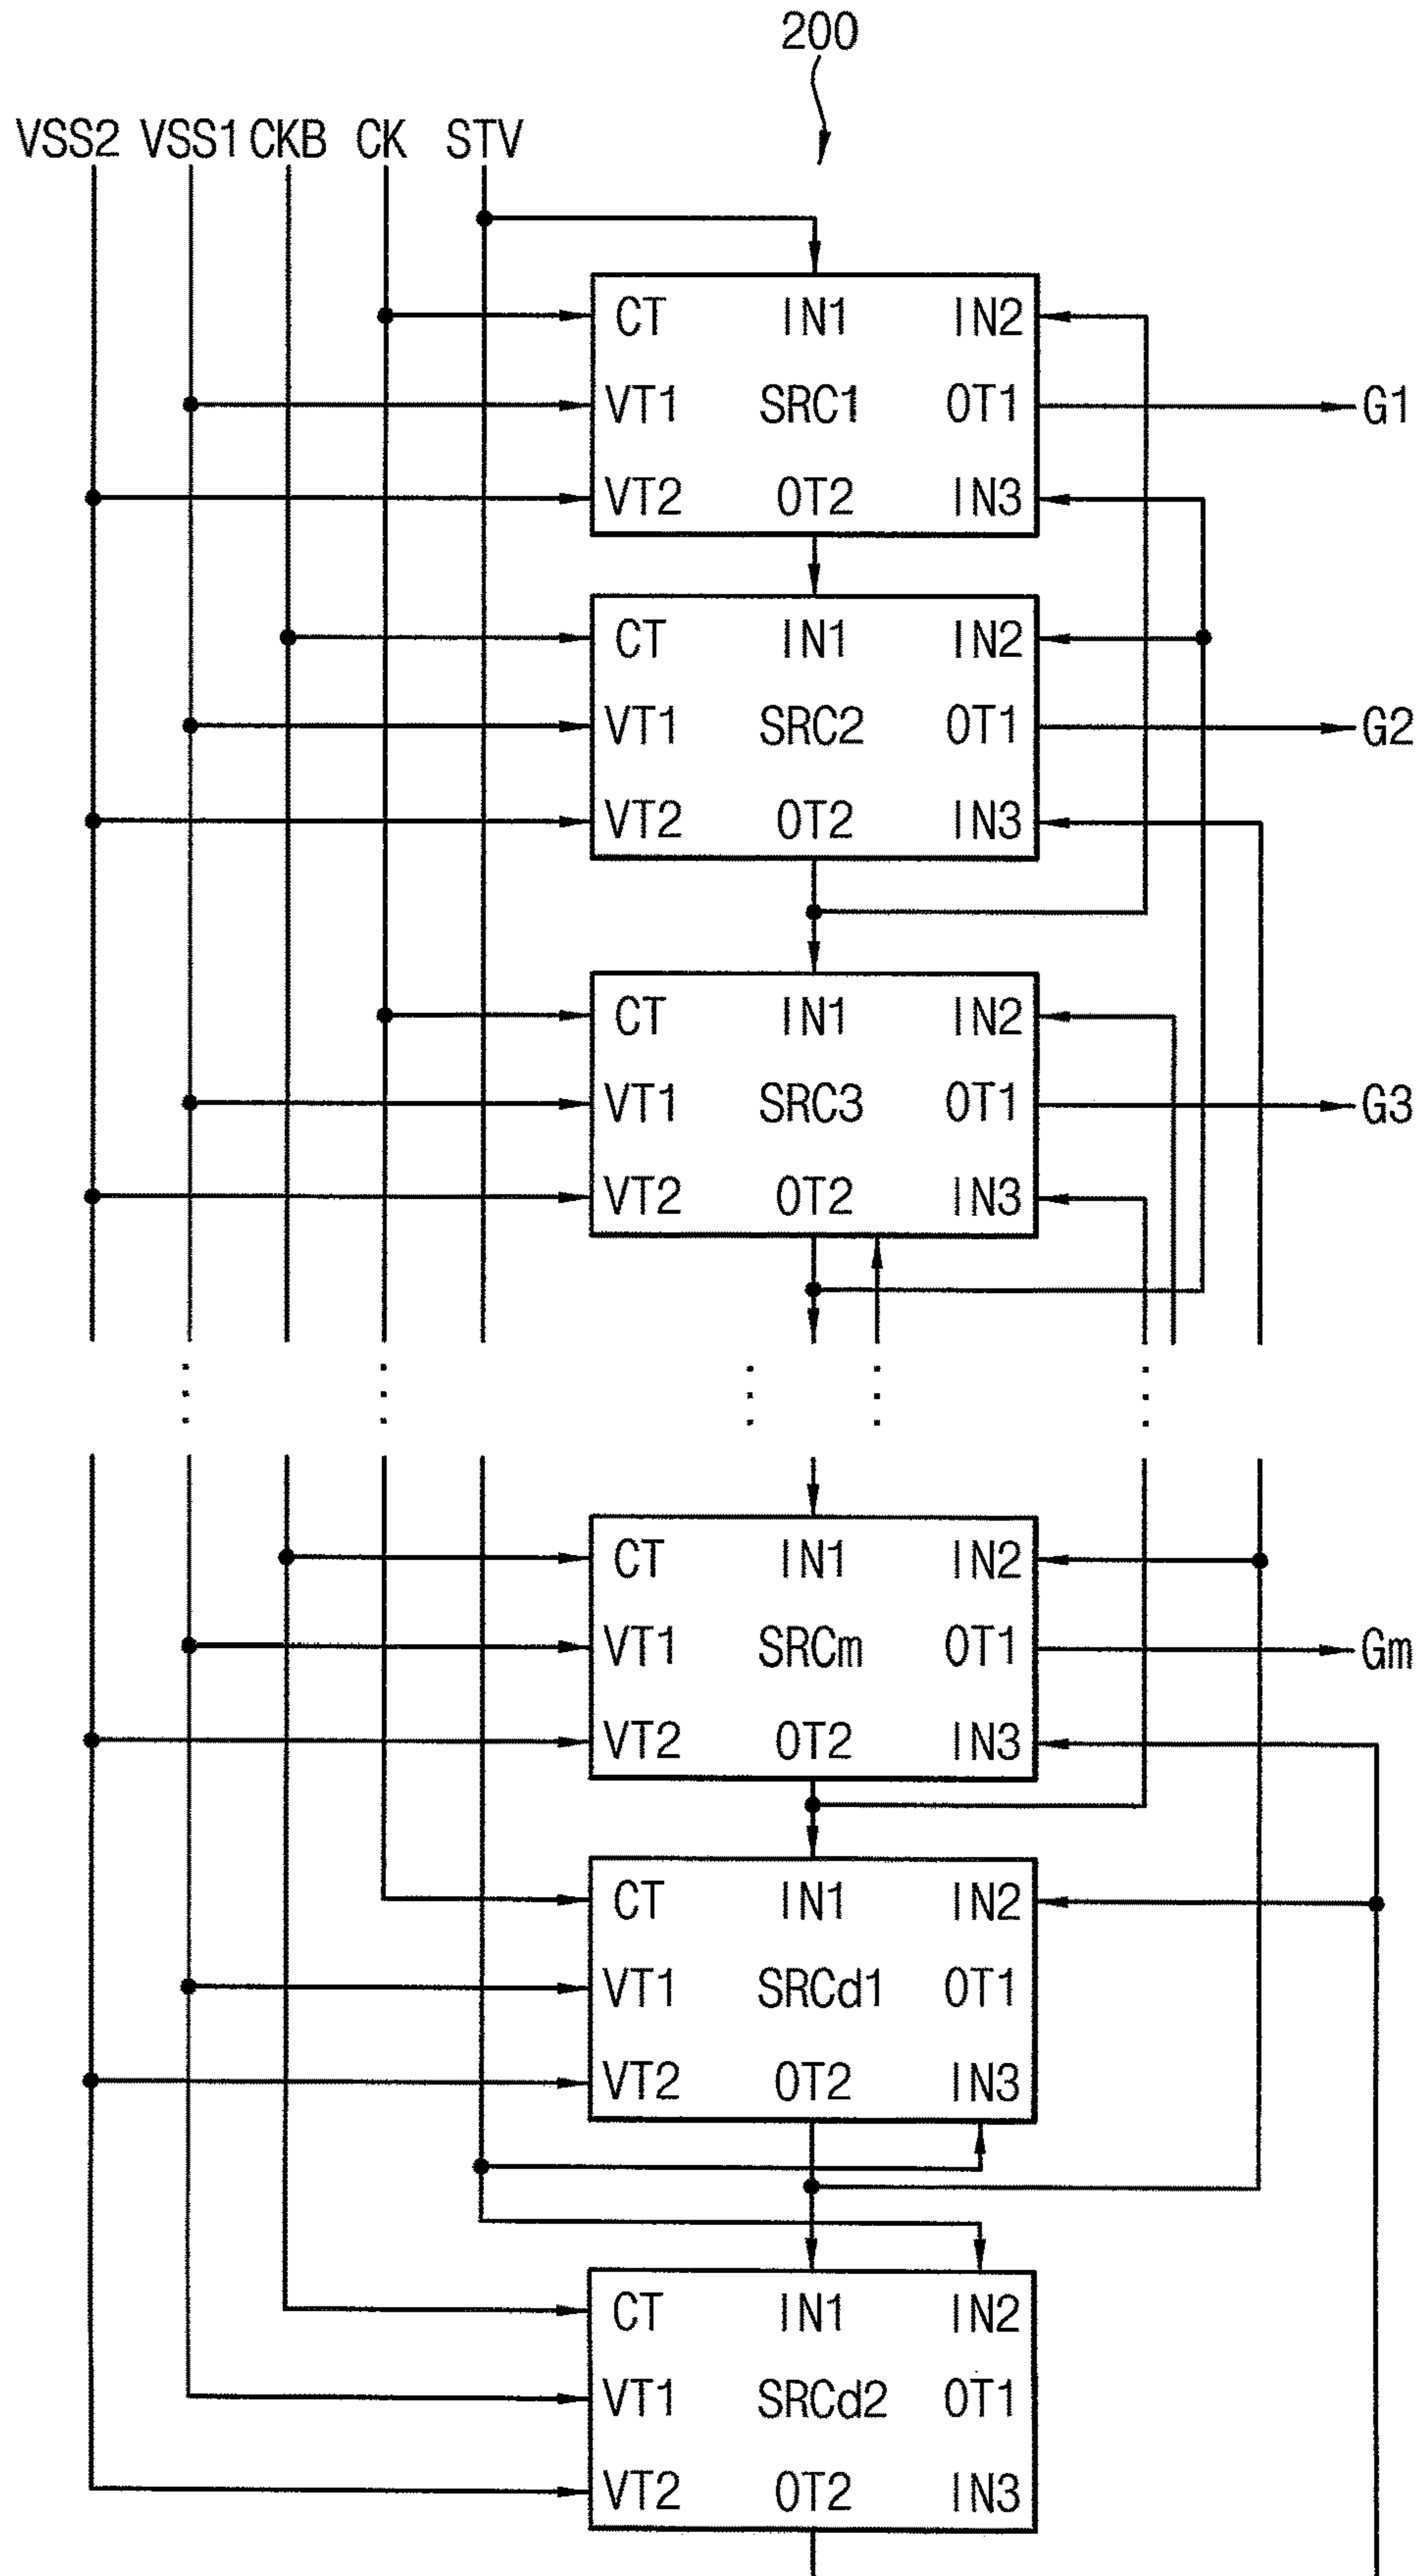 200
VSS2 VSS1 CKB CK STV
CT IN1 IN2
VT1 SRC1 OT1 G1
VT2 OT2 IN3
CT IN1 IN2
VT1 SRC2 OT1 G2
VT2 OT2 IN3
CT IN1 IN2
VT1 SRC3 OT1 G3
VT2 OT2 IN3
CT IN1 IN2
VT1 SRCm OT1 Gm
VT2 OT2 IN3
CT IN1 IN2
VT1 SRCd1 OT1
VT2 OT2 IN3
CT IN1 IN2
VT1 SRCd2 OT1
VT2 OT2 IN3